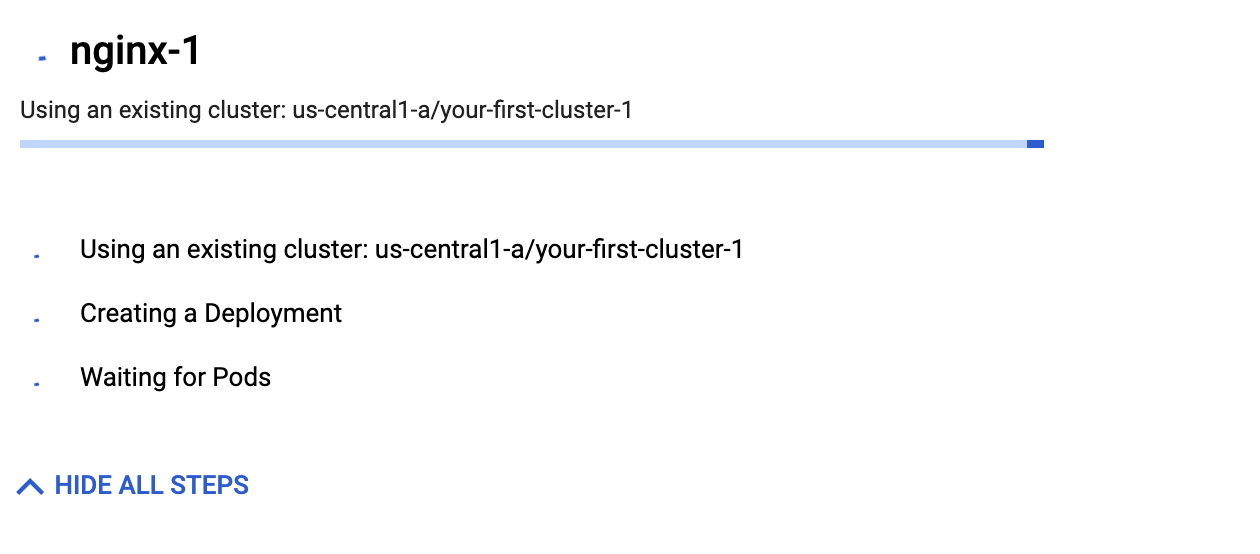 nginx-1
Using an existing cluster: us-central1-a/your-first-cluster-1
Using an existing cluster: us-central1-a/your-first-cluster-1
Creating a Deployment
Waiting for Pods
HIDE ALL STEPS